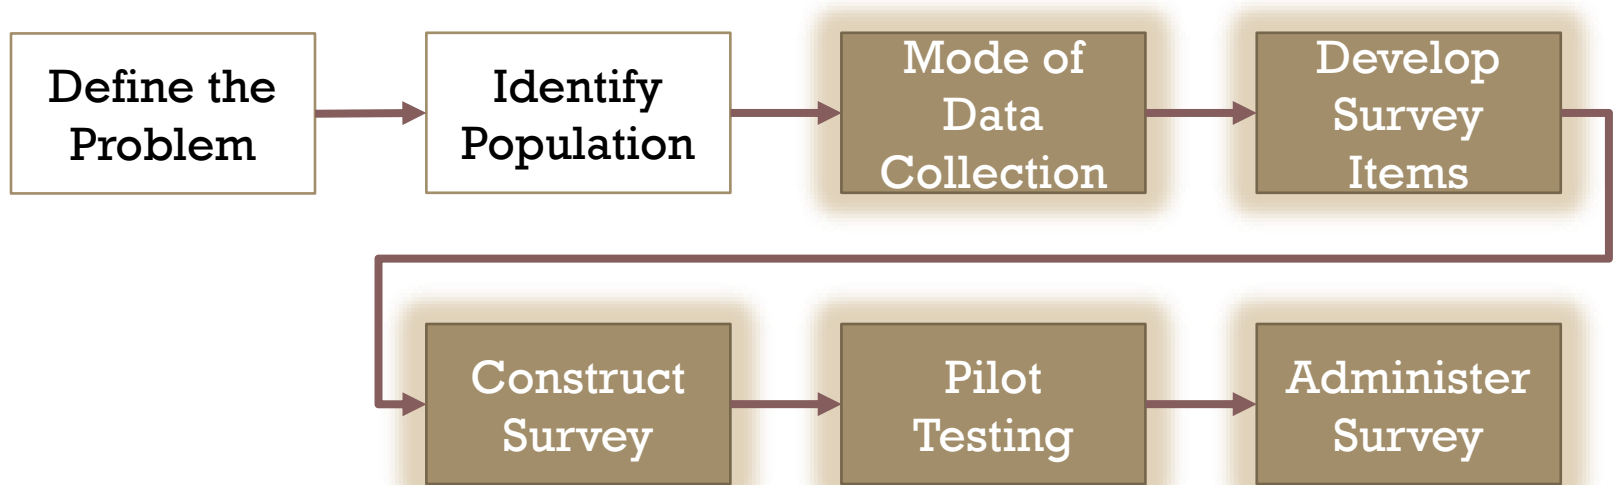 Define the
Problem
Identify
Population
Mode of
Data
Collection
Develop
Survey
Items
Construct
Survey
Pilot
Testing
Administer
Survey